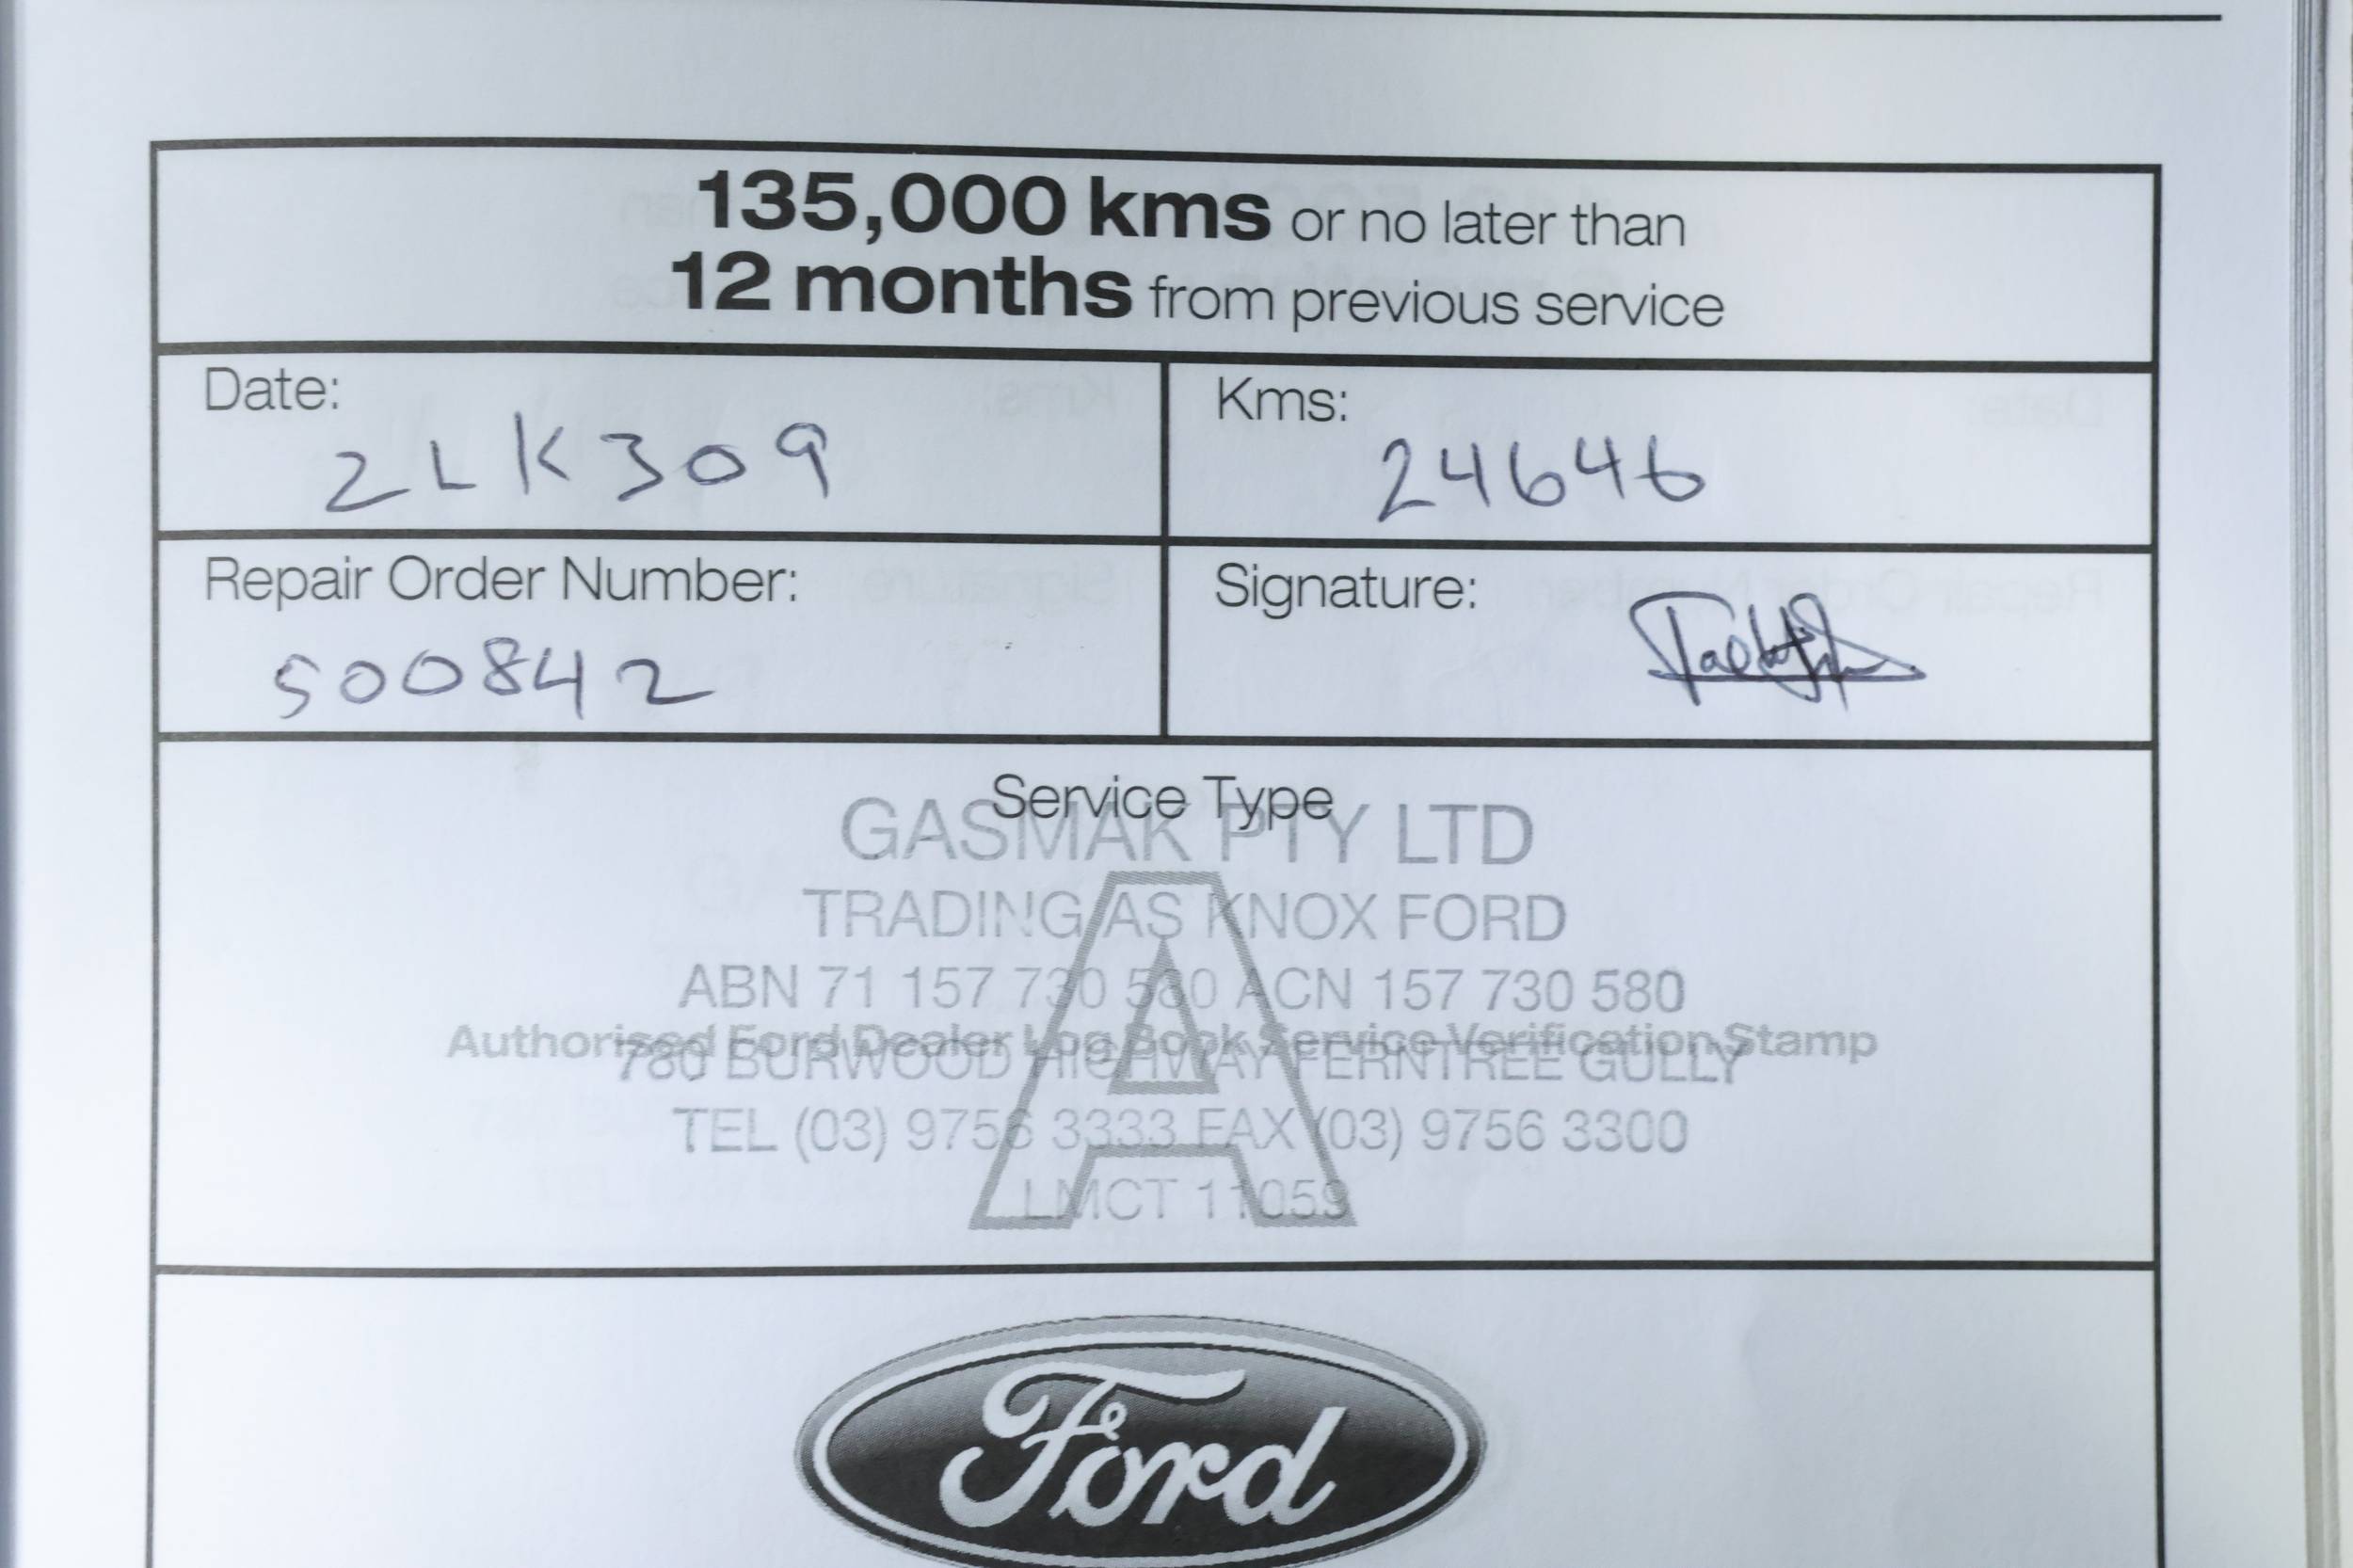 135,000 kms or no later than
12 months from previous service
Date:
2LK309
Kms:
24646
Repair Order Number:
500842
Signature:
Service Type
GASMAK PTY LTD
TRADING AS KNOX FORD
A
ABN 71 157 730 580 ACN 157 730 580
Authorised Ford Dealer Log Book Service Verification Stamp
780 BURWOOD HIGHWAY FERNTREE GULLY
TEL (03) 9756 3333 FAX (03) 9756 3300
LMCT 11059
Ford